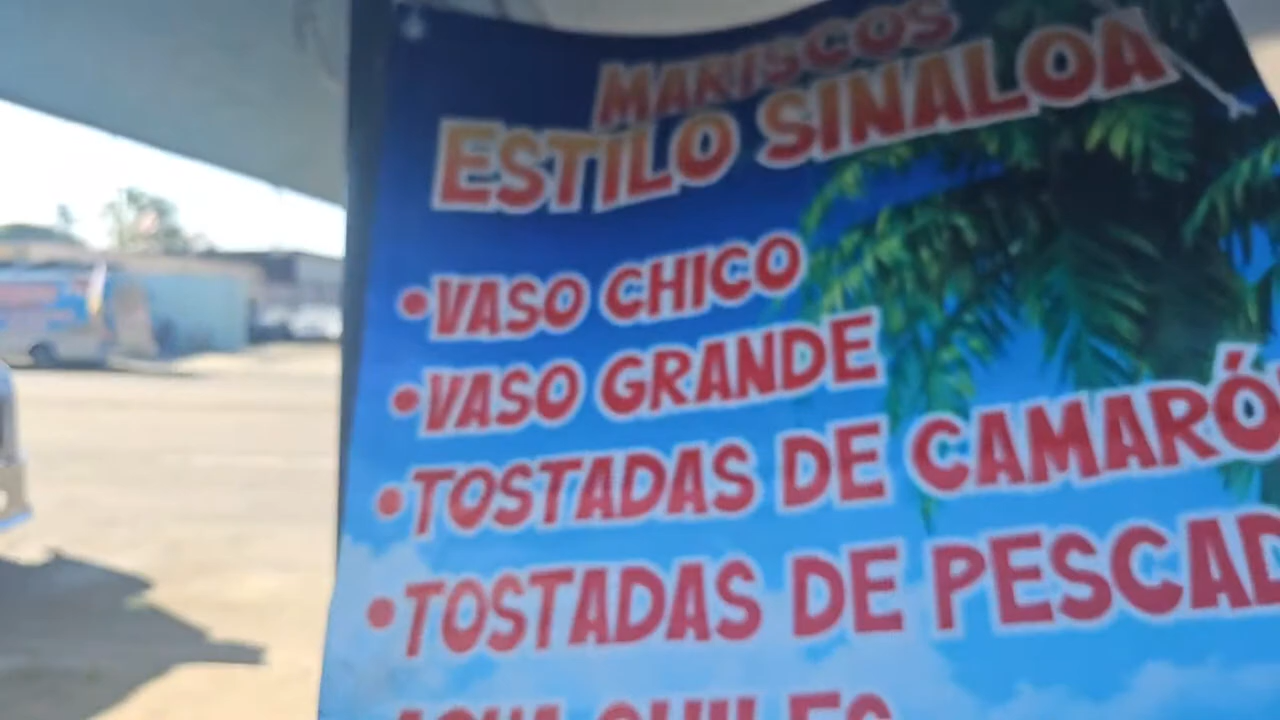 MARISCOS
ESTILO SINALOA
•VASO CHICO
•VASO GRANDE
•TOSTADAS DE CAMARÓ
•TOSTADAS DE PESCAD